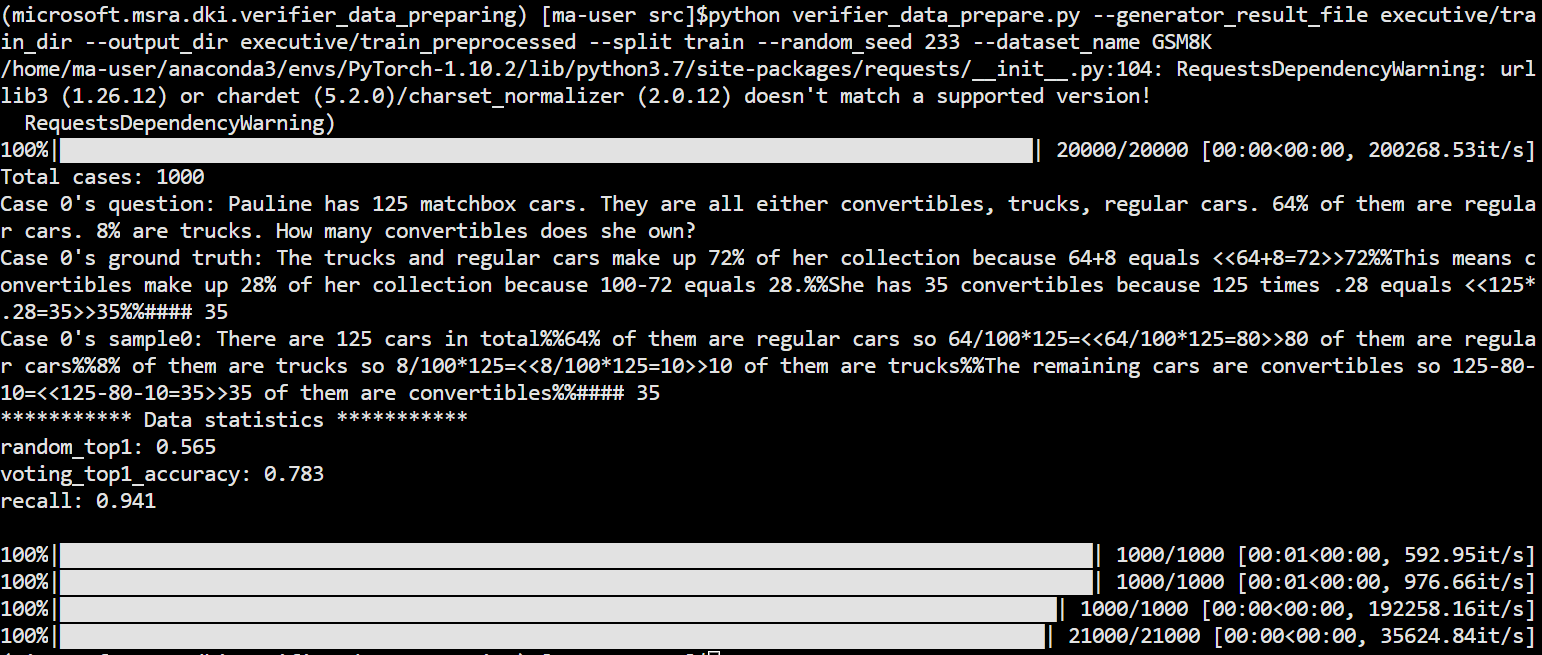 (microsoft.msra.dki.verifier_data_preparing) [ma-user src]$python verifier_data_prepare.py --generator_result_file executive/tra
in_dir --output_dir executive/train_preprocessed --split train --random_seed 233 --dataset_name GSM8K
/home/ma-user/anaconda3/envs/PyTorch-1.10.2/lib/python3.7/site-packages/requests/__init__.py:104: RequestsDependencyWarning: url
lib3 (1.26.12) or chardet (5.2.0)/charset_normalizer (2.0.12) doesn't match a supported version!
  RequestsDependencyWarning)
100%| | 20000/20000 [00:00<00:00, 200268.53it/s]
Total cases: 1000
Case 0's question: Pauline has 125 matchbox cars. They are all either convertibles, trucks, regular cars. 64% of them are regula
r cars. 8% are trucks. How many convertibles does she own?
Case 0's ground truth: The trucks and regular cars make up 72% of her collection because 64+8 equals <<64+8=72>>72%%This means c
onvertibles make up 28% of her collection because 100-72 equals 28.%%She has 35 convertibles because 125 times .28 equals <<125*
.28=35>>35%%#### 35
Case 0's sample0: There are 125 cars in total%%64% of them are regular cars so 64/100*125=<<64/100*125=80>>80 of them are regula
r cars%%8% of them are trucks so 8/100*125=<<8/100*125=10>>10 of them are trucks%%The remaining cars are convertibles so 125-80-
10=<<125-80-10=35>>35 of them are convertibles%%#### 35
*********** Data statistics ***********
random_top1: 0.565
voting_top1_accuracy: 0.783
recall: 0.941
100%| | 1000/1000 [00:01<00:00, 592.95it/s]
100%| | 1000/1000 [00:01<00:00, 976.66it/s]
100%| | 1000/1000 [00:00<00:00, 192258.16it/s]
100%| | 21000/21000 [00:00<00:00, 35624.84it/s]